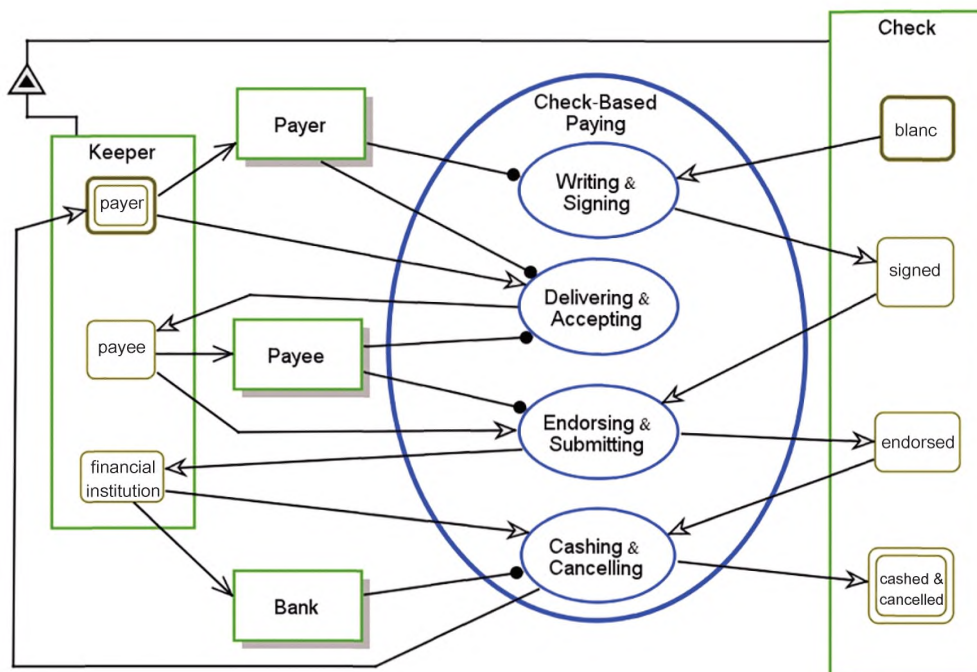 Check
Check-Based
Paying
Payer
blanc
Keeper
Writing &
Signing
payer
signed
Delivering &
Accepting
payee
Payee
Endorsing &
Submitting
endorsed
financial
institution
Cashing &
Cancelling
cashed &
cancelled
Bank